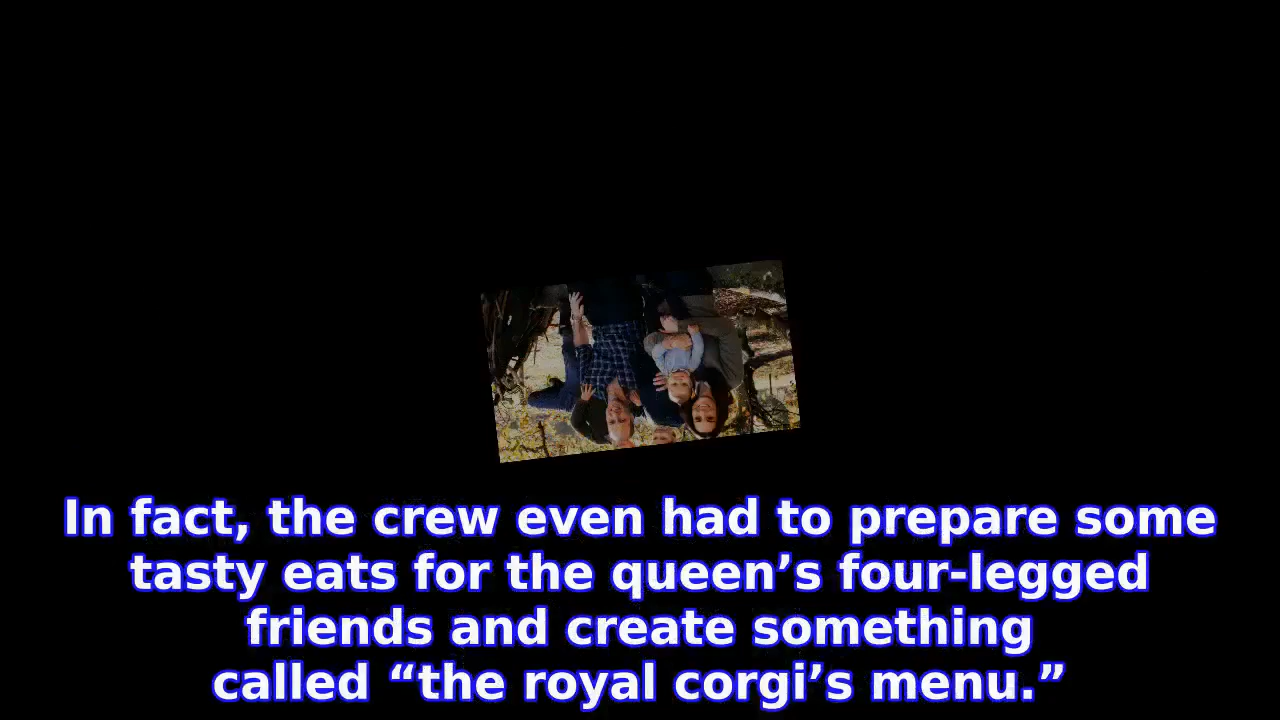 In fact, the crew even had to prepare some
tasty eats for the queen’s four-legged
friends and create something
called “the royal corgi’s menu.”